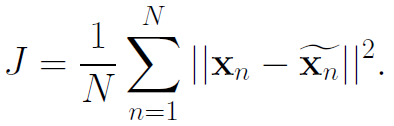 J = \frac{1}{N} \sum_{n=1}^{N} ||\mathbf{x}_n - \widetilde{\mathbf{x}_n}||^2.